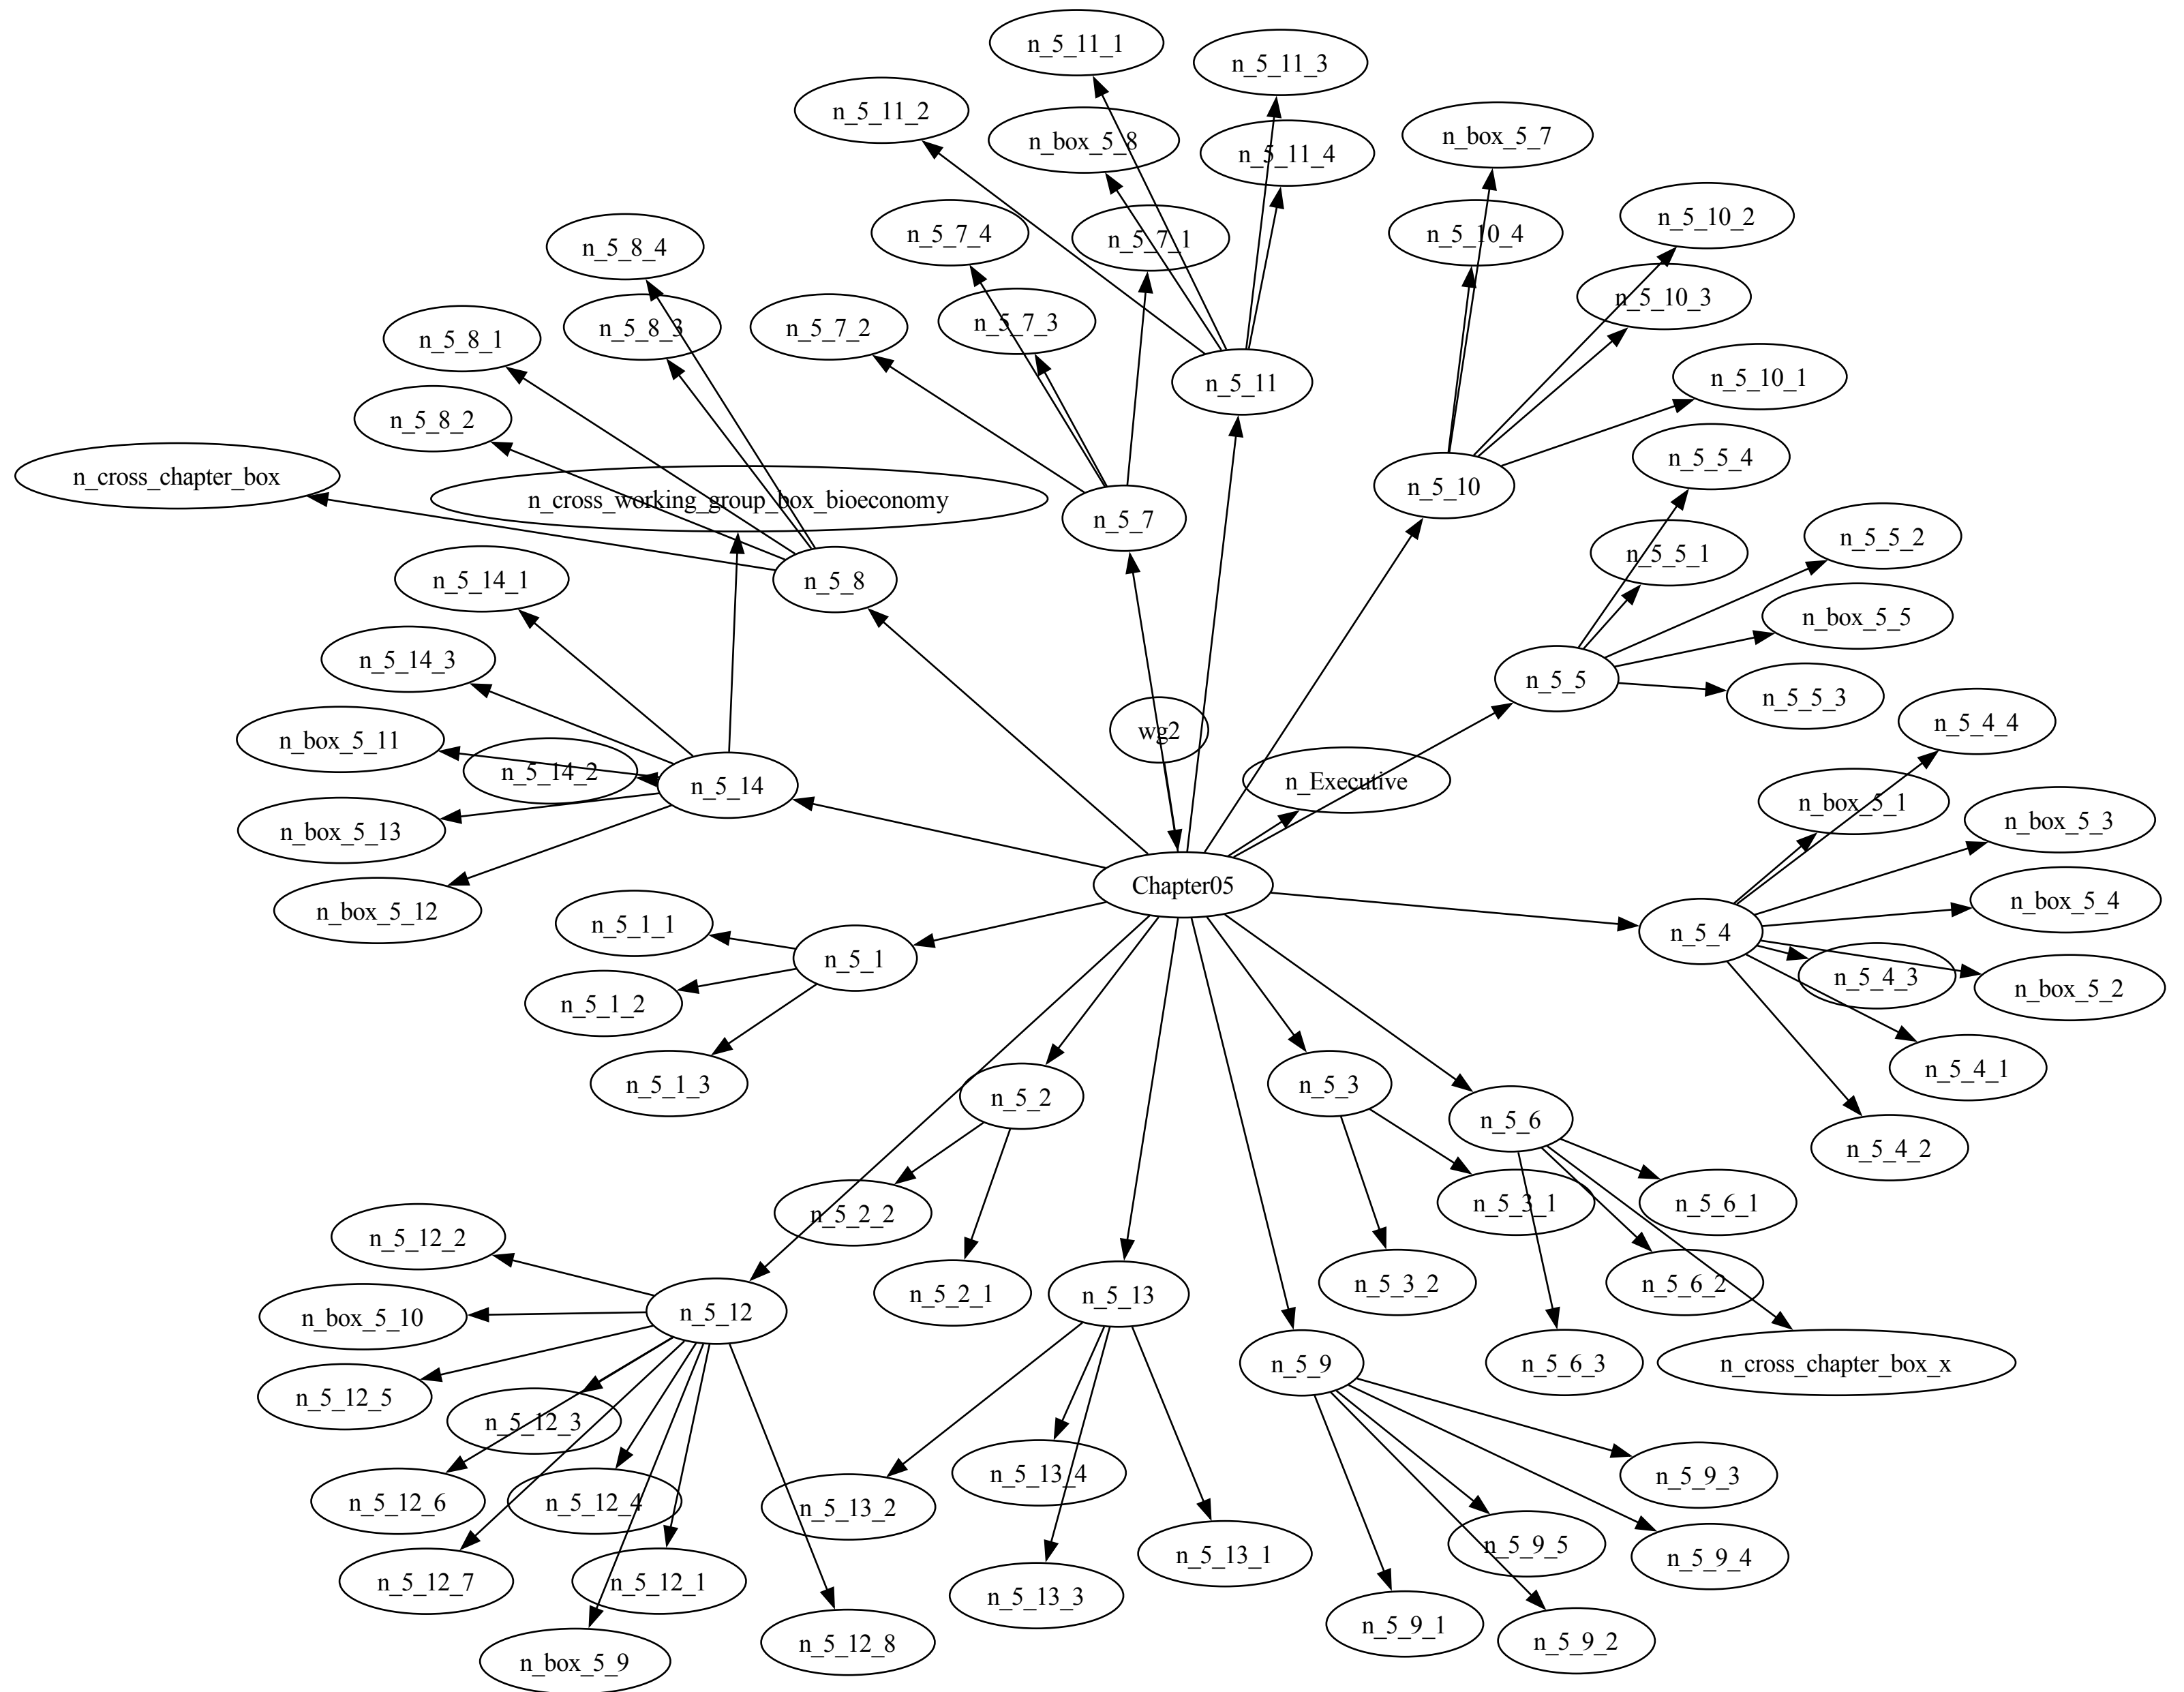 n_5_11_1
n_5_11_3
n_5_11_2
n_box_5_8
n_5_11_4
n_box_5_7
n_5_10_2
n_5_8_4
n_5_7_4
n_5_7_1
n_5_10_4
n_5_10_3
n_5_8_1
n_5_8_3
n_5_7_2
n_5_7_3
n_5_11
n_5_10_1
n_5_8_2
n_cross_chapter_box
n_cross_working_group_box_bioeconomy
n_5_7
n_5_10
n_5_5_4
n_5_5_1
n_5_5_2
n_5_14_1
n_5_8
n_box_5_5
n_5_14_3
n_5_5
n_5_5_3
n_box_5_11
n_5_14_2
n_5_14
wg2
n_Executive
n_5_4_4
n_box_5_1
n_box_5_3
n_box_5_13
n_box_5_12
Chapter05
n_box_5_4
n_5_1_1
n_5_1
n_5_4
n_5_4_3
n_box_5_2
n_5_1_2
n_5_1_3
n_5_2
n_5_3
n_5_6
n_5_4_1
n_5_4_2
n_5_12_2
n_5_2_2
n_5_3_1
n_5_6_1
n_box_5_10
n_5_12
n_5_2_1
n_5_13
n_5_3_2
n_5_6_2
n_5_12_5
n_5_9
n_5_6_3
n_cross_chapter_box_x
n_5_12_3
n_5_12_6
n_5_12_4
n_5_13_2
n_5_13_4
n_5_9_3
n_5_12_7
n_5_12_1
n_5_13_3
n_5_13_1
n_5_9_5
n_5_9_4
n_box_5_9
n_5_12_8
n_5_9_1
n_5_9_2